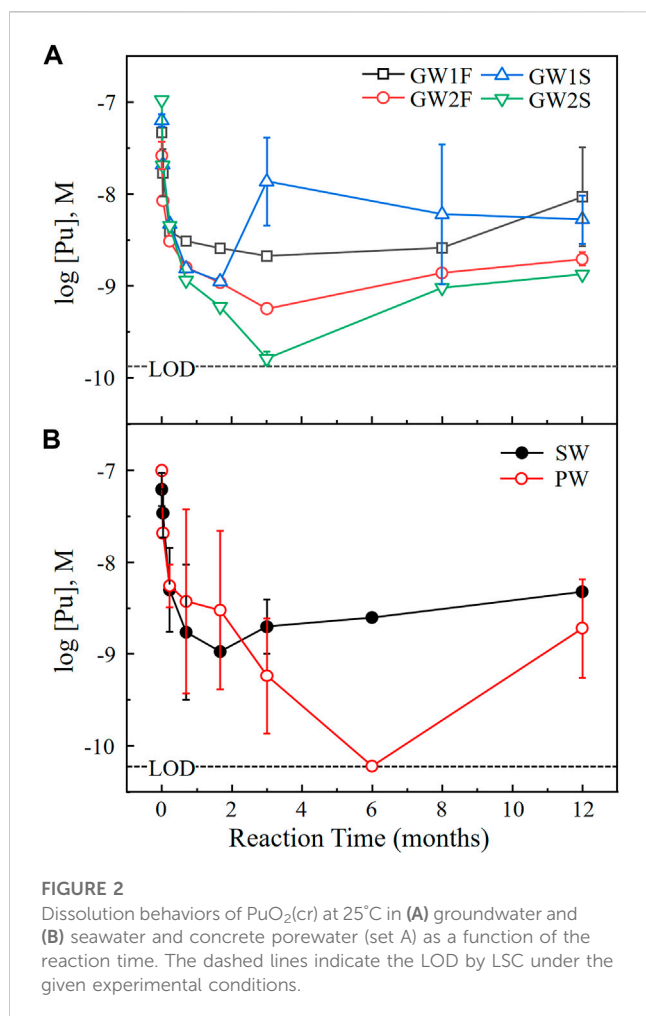 A
GW1F GW1S
GW2F GW2S
-7
-8
-9
-10
log [Pu], M
LOD
B
SW
PW
-7
-8
-9
-10
log [Pu], M
LOD
0 2 4 6 8 10 12
Reaction Time (months)
FIGURE 2
Dissolution behaviors of PuO₂(cr) at 25°C in (A) groundwater and
(B) seawater and concrete porewater (set A) as a function of the
reaction time. The dashed lines indicate the LOD by LSC under the
given experimental conditions.